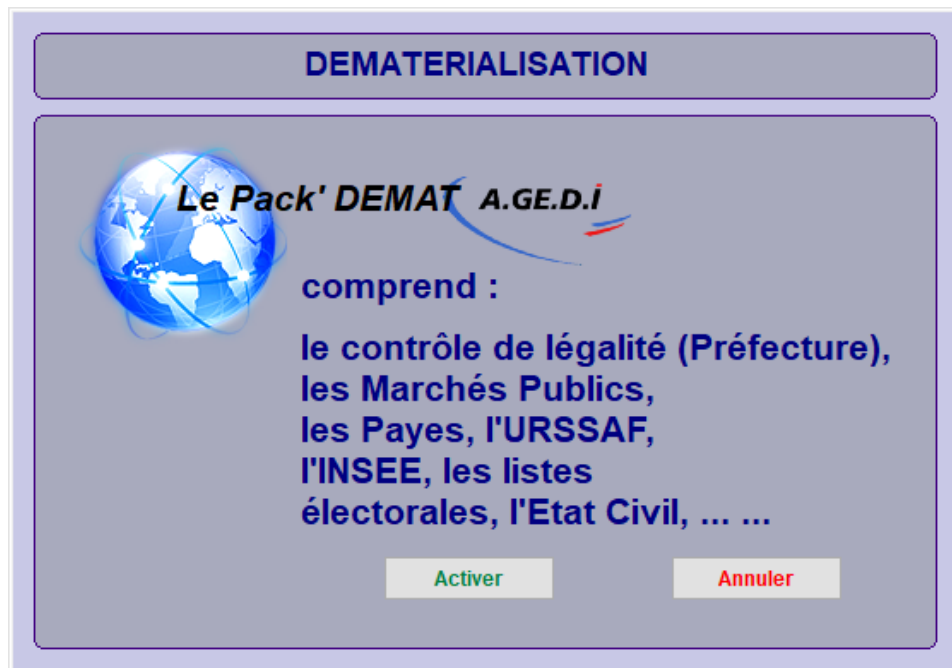 DEMATERIALISATION
Le Pack' DEMAT A.GE.D.I
comprend :
le contrôle de légalité (Préfecture),
les Marchés Publics,
les Payes, l'URSSAF,
l'INSEE, les listes
électorales, l'Etat Civil, ... ...
Activer Annuler